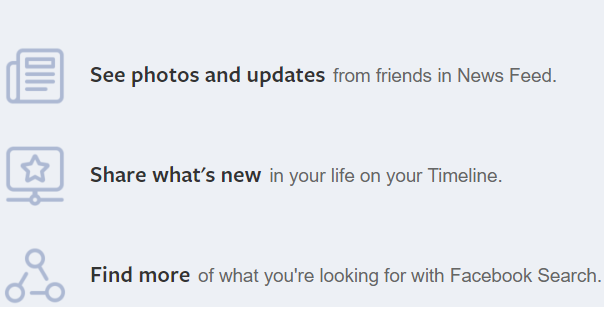 See photos and updates from friends in News Feed.
Share what's new in your life on your Timeline.
Find more of what you're looking for with Facebook Search.